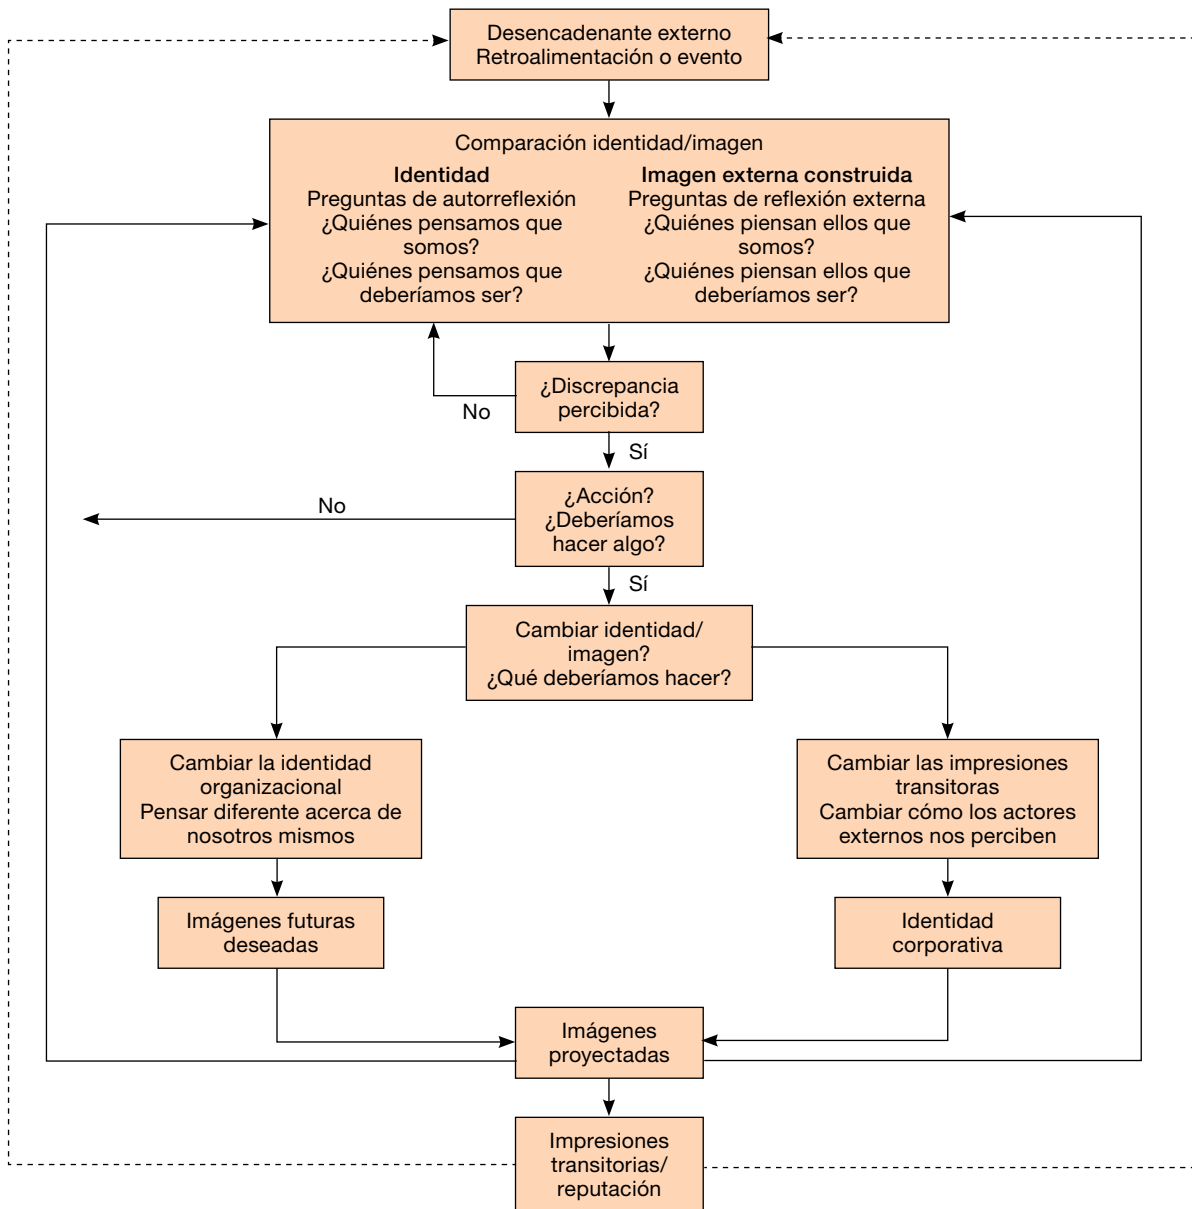 Desencadenante externo
Retroalimentación o evento
Comparación identidad/imagen
Identidad
Preguntas de autorreflexión
¿Quiénes pensamos que
somos?
¿Quiénes pensamos que
deberíamos ser?
Imagen externa construida
Preguntas de reflexión externa
¿Quiénes piensan ellos que
somos?
¿Quiénes piensan ellos que
deberíamos ser?
¿Discrepancia
percibida?
No
Sí
¿Acción?
¿Deberíamos
hacer algo?
No
Sí
Cambiar identidad/
imagen?
¿Qué deberíamos hacer?
Cambiar la identidad
organizacional
Pensar diferente acerca de
nosotros mismos
Cambiar las impresiones
transitoras
Cambiar cómo los actores
externos nos perciben
Imágenes futuras
deseadas
Identidad
corporativa
Imágenes
proyectadas
Impresiones
transitorias/
reputación